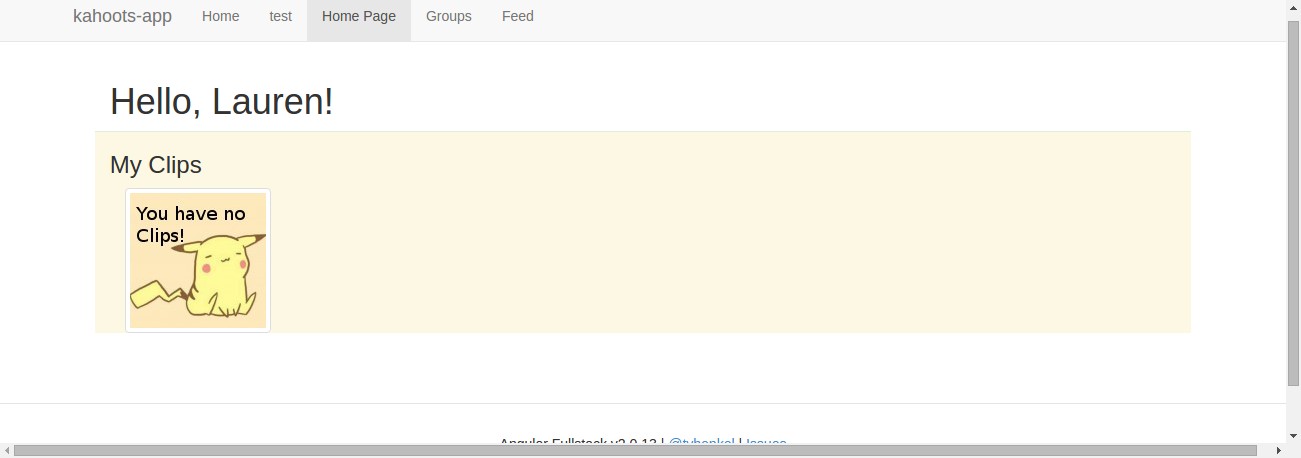 kahoots-app Home test Home Page Groups Feed
Hello, Lauren!
My Clips
You have no
Clips!
Angular Fullstack v2.0.13 | @tyhenkel | Issues